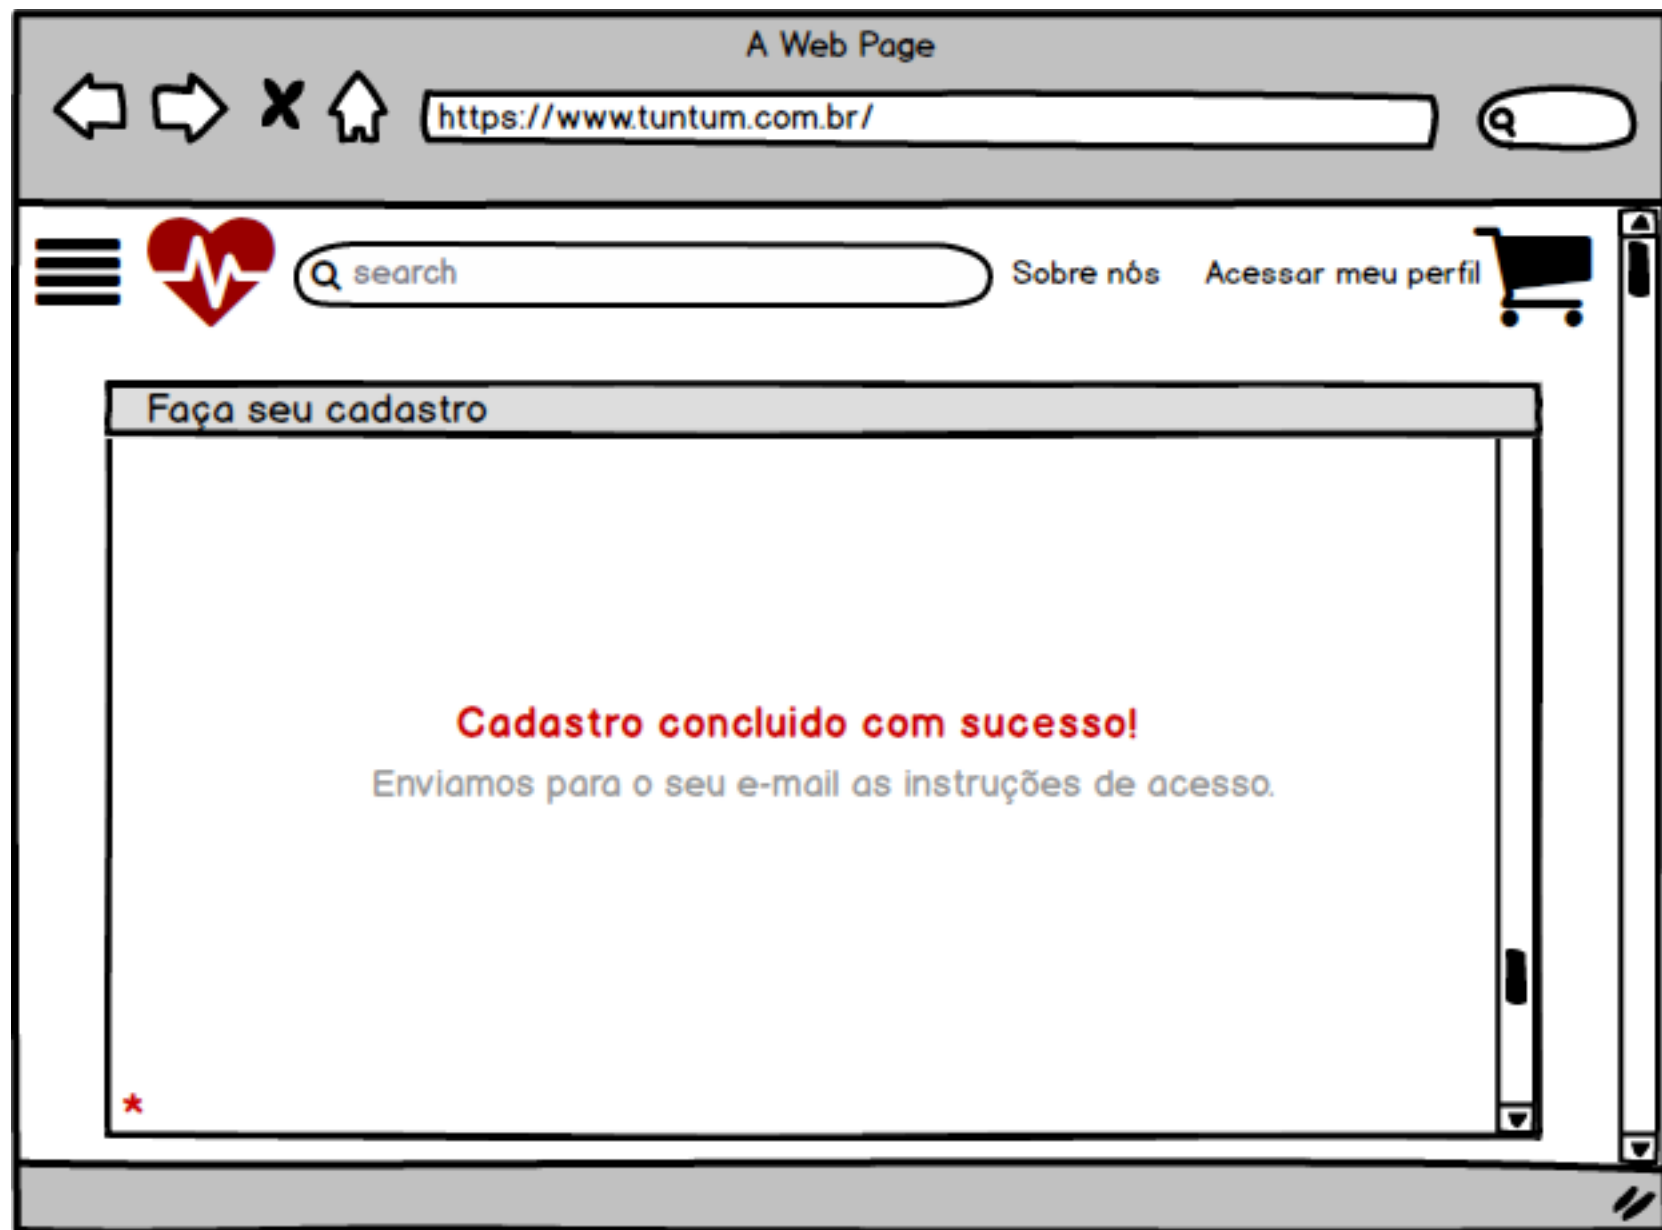 A Web Page
https://www.tuntum.com.br/
search
Sobre nós
Acessar meu perfil
Faça seu cadastro
Cadastro concluido com sucesso!
Enviamos para o seu e-mail as instruções de acesso.
*